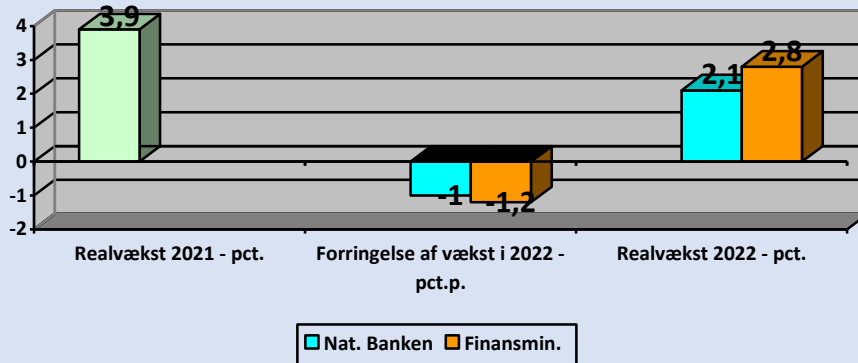 4
3
2
1
0
-1
-2
3,9
-1
-1,2
2,1
2,8
Realvækst 2021 - pct.
Forringelse af vækst i 2022 -
pct.p.
Realvækst 2022 - pct.
Nat. Banken
Finansmin.